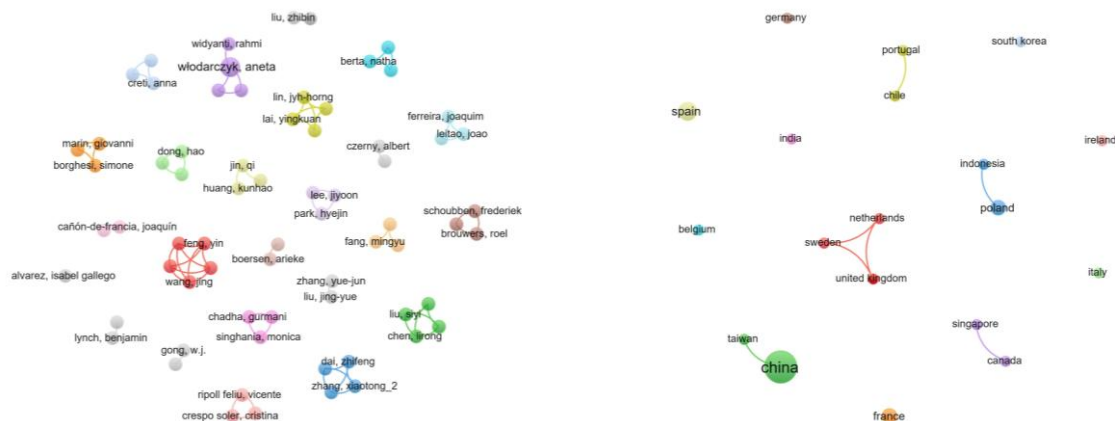 liu, zhibin
widyanti, rahmi
włodarczyk, aneta
creti, anna
berta, natha
lin, jyh-horng
lai, yingkuan
ferreira, joaquim
leitao, joao
marin, giovanni
borghesi, simone
dong, hao
czerny, albert
jin, qi
huang, kunhao
lee, jiyoon
park, hyejin
schoubben, frederiek
brouwers, roel
cañón-de-francia, joaquín
fang, mingyu
feng, yin
wang, jing
boersen, arieke
alvarez, isabel gallego
zhang, yue-jun
liu, jing-yue
liu, siyi
chen, lirong
chadha, gurmani
singhania, monica
lynch, benjamin
gong, w.j.
dai, zhifeng
zhang, xiaotong_2
ripoll feliu, vicente
crespo soler, cristina
germany
portugal
south korea
chile
spain
india
ireland
indonesia
poland
netherlands
belgium
sweden
united kingdom
italy
singapore
taiwan
canada
china
france